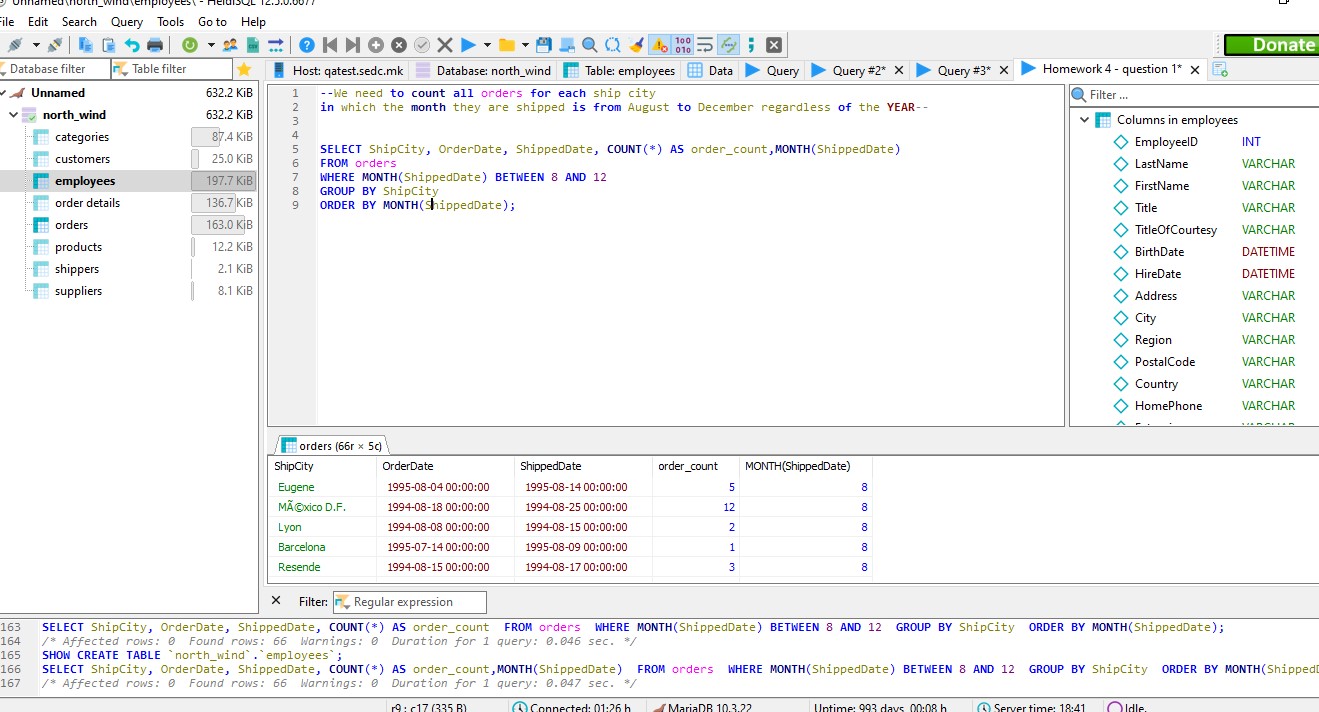 Unnamed\north_wind\employees\ - HeidiSQL 12.5.0.6677
File Edit Search Query Tools Go to Help
Donate
Database filter Table filter Host: qatest.sedc.mk Database: north_wind Table: employees Data Query Query #2* Query #3* Homework 4 - question 1*
Unnamed 632.2 KiB
north_wind 632.2 KiB
categories 87.4 KiB
customers 25.0 KiB
employees 197.7 KiB
order details 136.7 KiB
orders 163.0 KiB
products 12.2 KiB
shippers 2.1 KiB
suppliers 8.1 KiB
1 --We need to count all orders for each ship city
2 in which the month they are shipped is from August to December regardless of the YEAR--
3
4
5 SELECT ShipCity, OrderDate, ShippedDate, COUNT(*) AS order_count,MONTH(ShippedDate)
6 FROM orders
7 WHERE MONTH(ShippedDate) BETWEEN 8 AND 12
8 GROUP BY ShipCity
9 ORDER BY MONTH(ShippedDate);
Filter ...
Columns in employees
EmployeeID INT
LastName VARCHAR
FirstName VARCHAR
Title VARCHAR
TitleOfCourtesy VARCHAR
BirthDate DATETIME
HireDate DATETIME
Address VARCHAR
City VARCHAR
Region VARCHAR
PostalCode VARCHAR
Country VARCHAR
HomePhone VARCHAR
orders (66r × 5c)
ShipCity OrderDate ShippedDate order_count MONTH(ShippedDate)
Eugene 1995-08-04 00:00:00 1995-08-14 00:00:00 5 8
MÃ©xico D.F. 1994-08-18 00:00:00 1994-08-25 00:00:00 12 8
Lyon 1994-08-08 00:00:00 1994-08-15 00:00:00 2 8
Barcelona 1995-07-14 00:00:00 1995-08-09 00:00:00 1 8
Resende 1994-08-15 00:00:00 1994-08-17 00:00:00 3 8
Filter: Regular expression
163 SELECT ShipCity, OrderDate, ShippedDate, COUNT(*) AS order_count FROM orders WHERE MONTH(ShippedDate) BETWEEN 8 AND 12 GROUP BY ShipCity ORDER BY MONTH(ShippedDate);
164 /* Affected rows: 0 Found rows: 66 Warnings: 0 Duration for 1 query: 0.046 sec. */
165 SHOW CREATE TABLE `north_wind`.`employees`;
166 SELECT ShipCity, OrderDate, ShippedDate, COUNT(*) AS order_count,MONTH(ShippedDate) FROM orders WHERE MONTH(ShippedDate) BETWEEN 8 AND 12 GROUP BY ShipCity ORDER BY MONTH(ShippedD
167 /* Affected rows: 0 Found rows: 66 Warnings: 0 Duration for 1 query: 0.047 sec. */
r9 : c17 (335 B) Connected: 01:26 h MariaDB 10.3.22 Uptime: 993 days, 00:08 h Server time: 18:41 Idle.